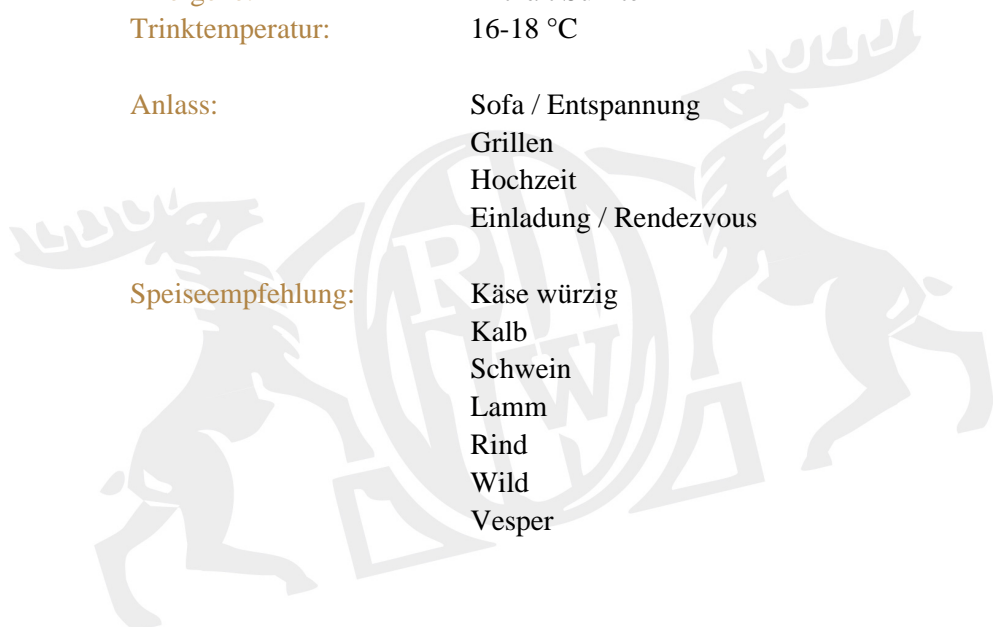 Trinktemperatur: 16-18 °C
Anlass: Sofa / Entspannung
Grillen
Hochzeit
Einladung / Rendezvous
Speiseempfehlung: Käse würzig
Kalb
Schwein
Lamm
Rind
Wild
Vesper
R
W